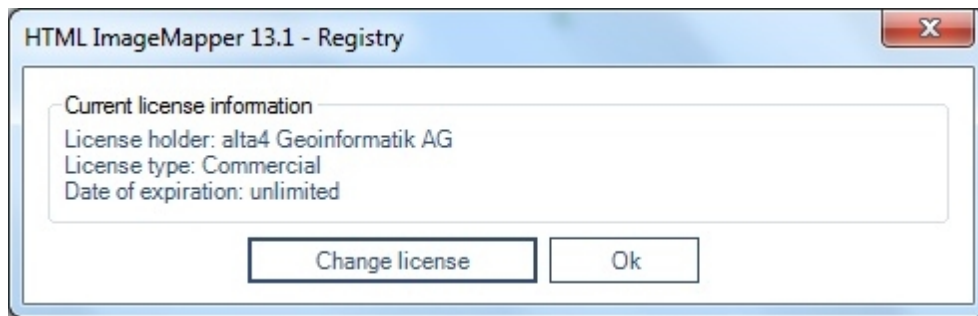 HTML ImageMapper 13.1 - Registry
Current license information
License holder: alta4 Geoinformatik AG
License type: Commercial
Date of expiration: unlimited
Change license
Ok